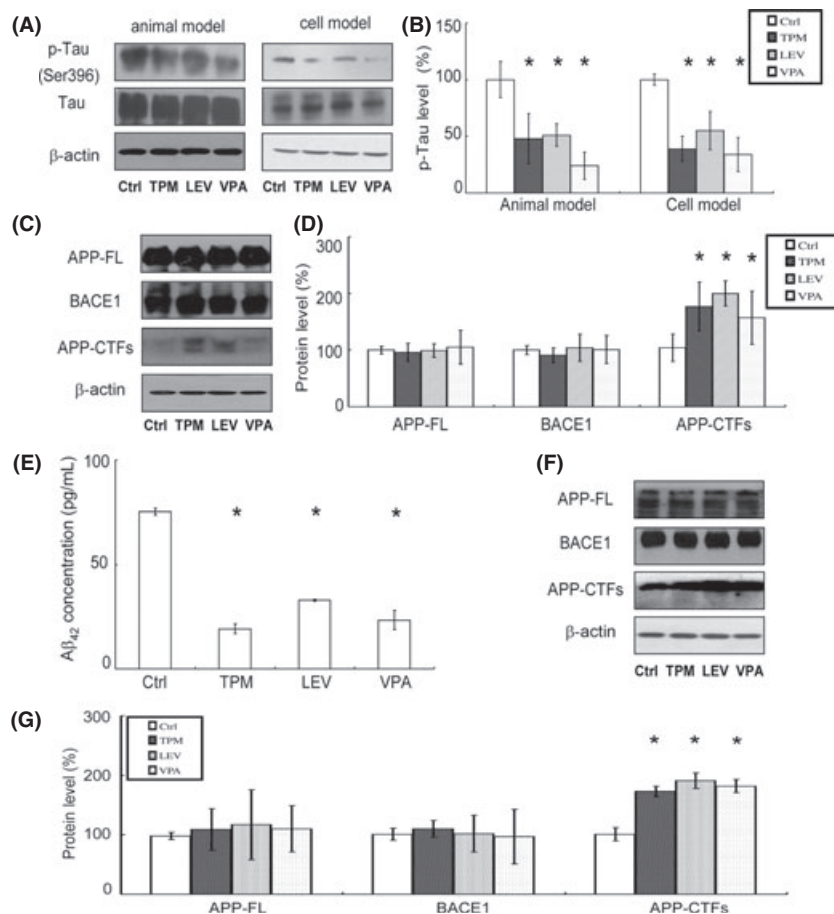 (A)
animal model cell model
p-Tau
(Ser396)
Tau
β-actin
Ctrl TPM LEV VPA Ctrl TPM LEV VPA
(B)
p-Tau level (%)
150
100
50
0
* * * * * *
Ctrl
TPM
LEV
VPA
Animal model Cell model
(C)
APP-FL
BACE1
APP-CTFs
β-actin
Ctrl TPM LEV VPA
(D)
Protein level (%)
300
200
100
0
* * *
Ctrl
TPM
LEV
VPA
APP-FL BACE1 APP-CTFs
(E)
Aβ42 concentration (pg/mL)
100
50
0
* * *
Ctrl TPM LEV VPA
(F)
APP-FL
BACE1
APP-CTFs
β-actin
Ctrl TPM LEV VPA
(G)
Protein level (%)
300
200
100
0
Ctrl
TPM
LEV
VPA
* * *
APP-FL BACE1 APP-CTFs